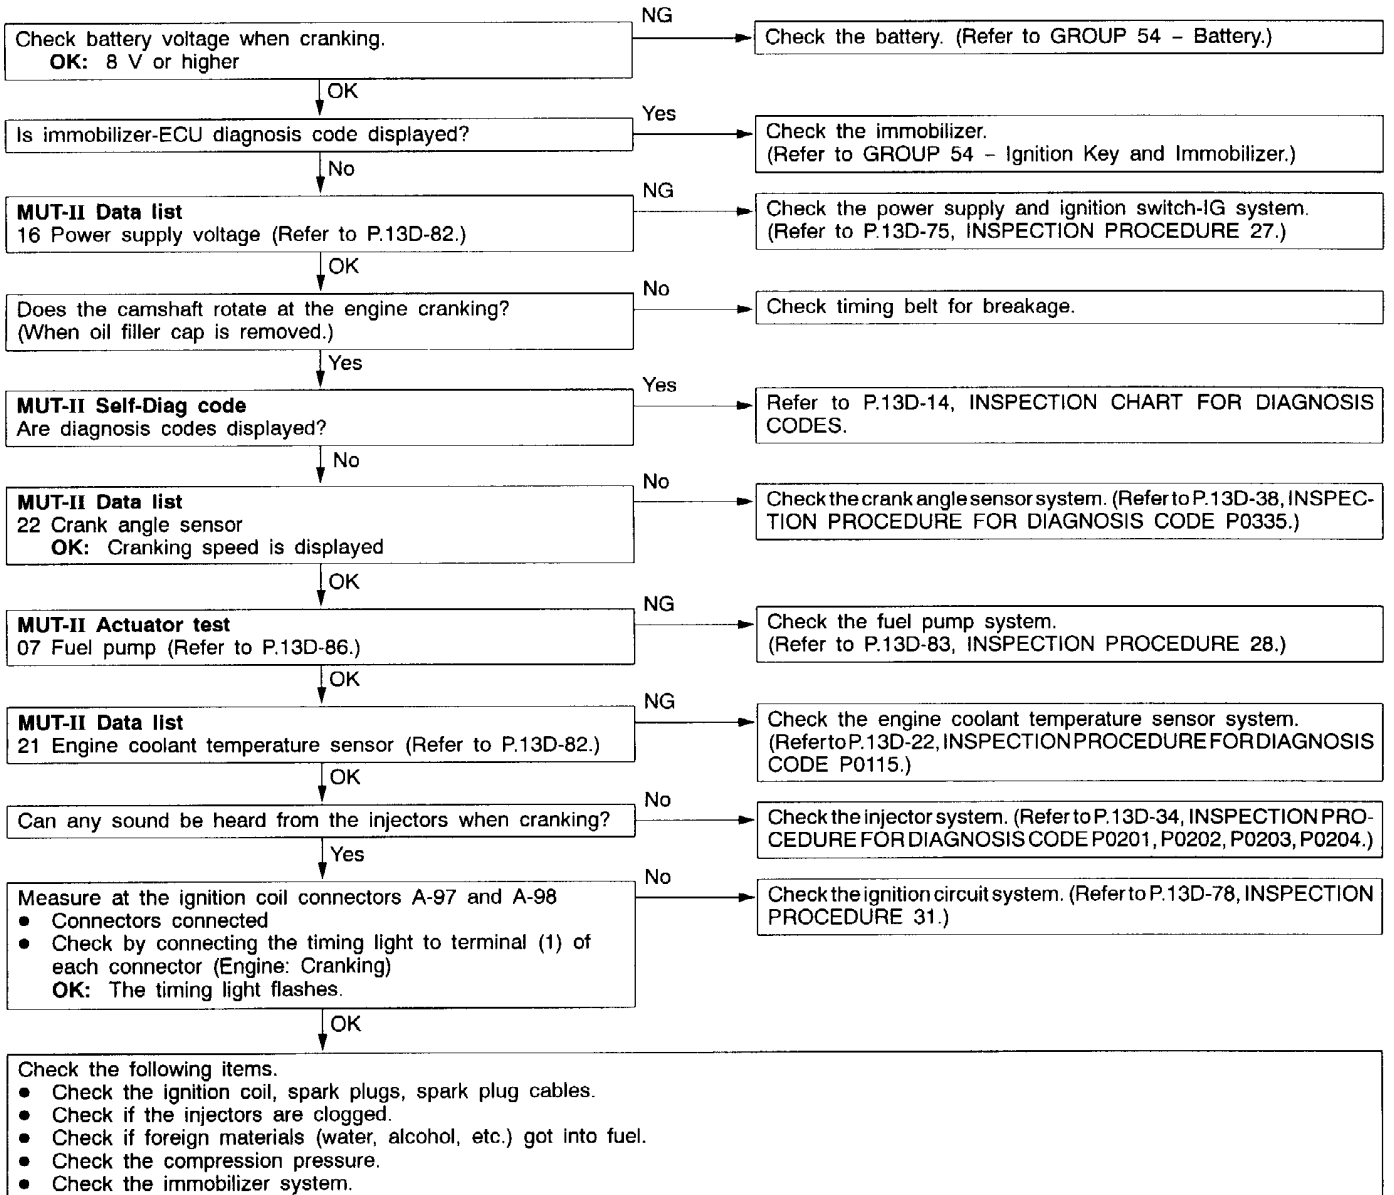 NG
Check battery voltage when cranking.
OK: 8 V or higher
Check the battery. (Refer to GROUP 54 – Battery.)
OK
Yes
Is immobilizer-ECU diagnosis code displayed?
Check the immobilizer.
(Refer to GROUP 54 – Ignition Key and Immobilizer.)
No
NG
MUT-II Data list
16 Power supply voltage (Refer to P.13D-82.)
Check the power supply and ignition switch-IG system.
(Refer to P.13D-75, INSPECTION PROCEDURE 27.)
OK
No
Does the camshaft rotate at the engine cranking?
(When oil filler cap is removed.)
Check timing belt for breakage.
Yes
Yes
MUT-II Self-Diag code
Are diagnosis codes displayed?
Refer to P.13D-14, INSPECTION CHART FOR DIAGNOSIS
CODES.
No
No
MUT-II Data list
22 Crank angle sensor
OK: Cranking speed is displayed
Check the crank angle sensor system. (Refer to P.13D-38, INSPEC-
TION PROCEDURE FOR DIAGNOSIS CODE P0335.)
OK
NG
MUT-II Actuator test
07 Fuel pump (Refer to P.13D-86.)
Check the fuel pump system.
(Refer to P.13D-83, INSPECTION PROCEDURE 28.)
OK
NG
MUT-II Data list
21 Engine coolant temperature sensor (Refer to P.13D-82.)
Check the engine coolant temperature sensor system.
(Refer to P.13D-22, INSPECTION PROCEDURE FOR DIAGNOSIS
CODE P0115.)
OK
No
Can any sound be heard from the injectors when cranking?
Check the injector system. (Refer to P.13D-34, INSPECTION PRO-
CEDURE FOR DIAGNOSIS CODE P0201, P0202, P0203, P0204.)
Yes
No
Measure at the ignition coil connectors A-97 and A-98
● Connectors connected
● Check by connecting the timing light to terminal (1) of
each connector (Engine: Cranking)
OK: The timing light flashes.
Check the ignition circuit system. (Refer to P.13D-78, INSPECTION
PROCEDURE 31.)
OK
Check the following items.
● Check the ignition coil, spark plugs, spark plug cables.
● Check if the injectors are clogged.
● Check if foreign materials (water, alcohol, etc.) got into fuel.
● Check the compression pressure.
● Check the immobilizer system.